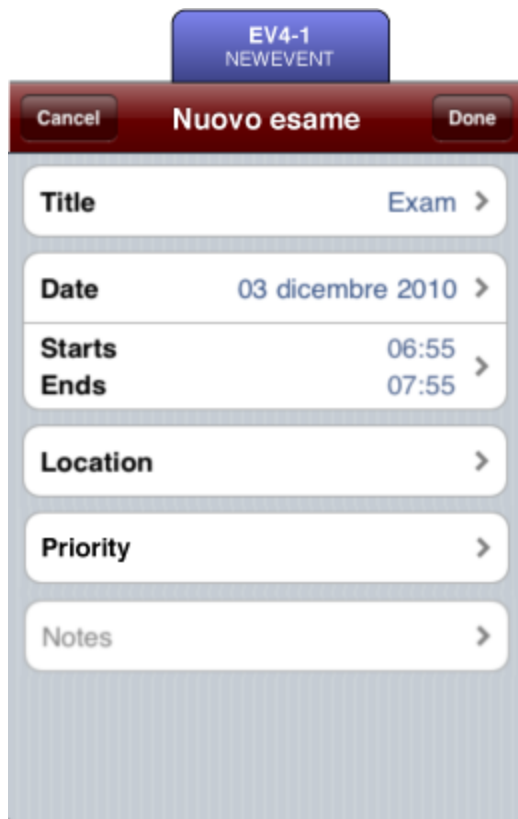 EV4-1
NEWEVENT
Cancel Nuovo esame Done
Title Exam
Date 03 dicembre 2010
Starts 06:55
Ends 07:55
Location
Priority
Notes